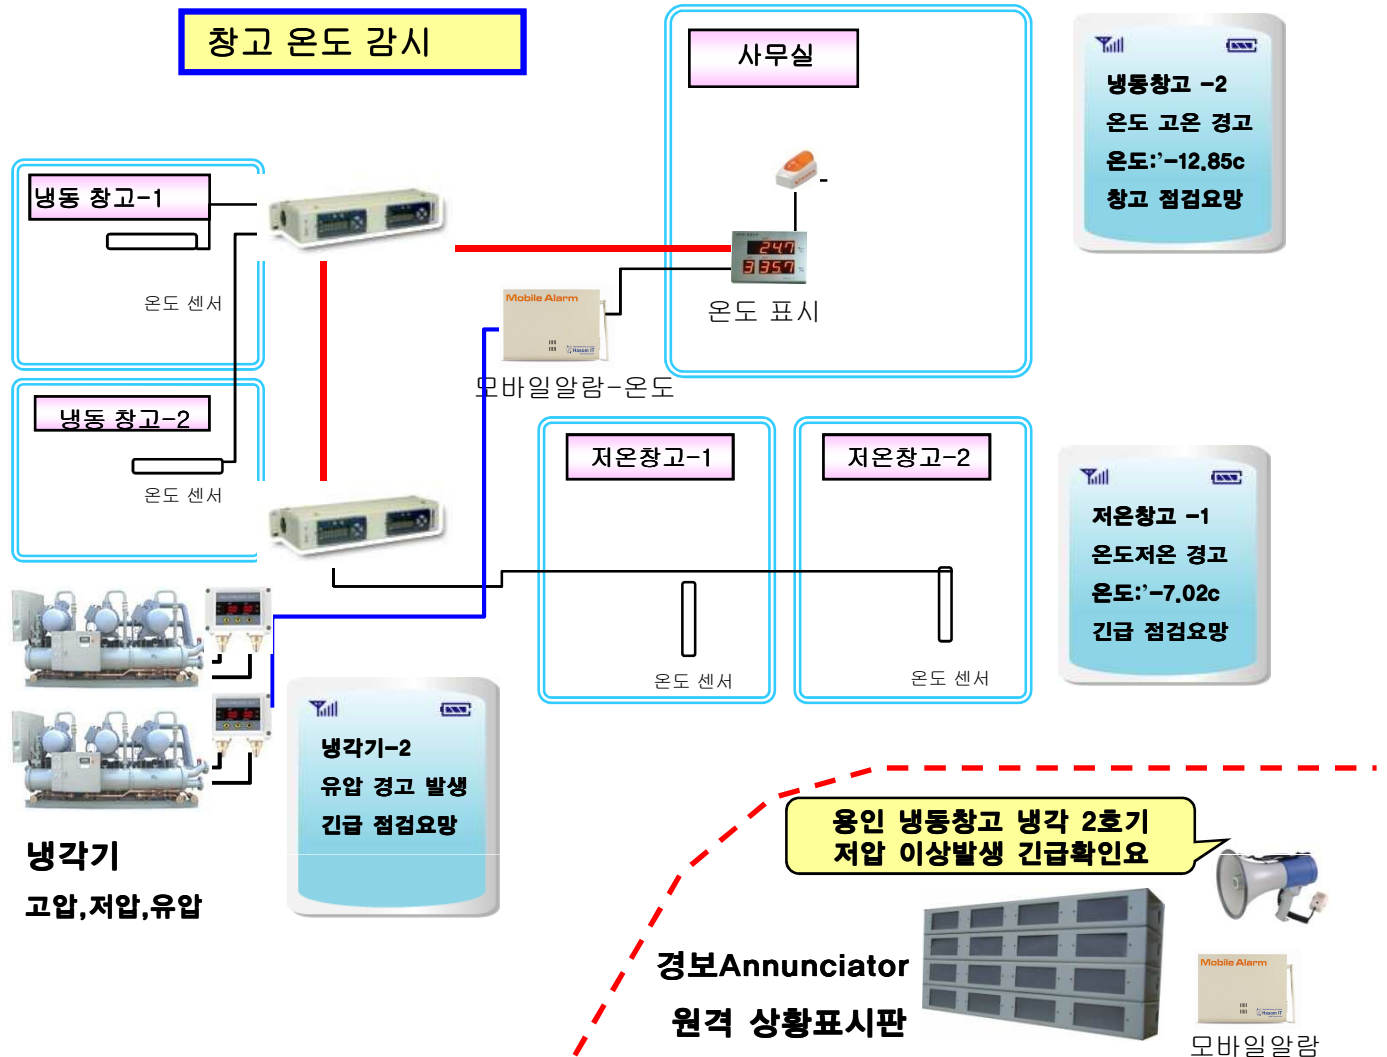 창고 온도 감시
사무실
냉동창고 -2
온도 고온 경고
온도:'-12.85c
창고 점검요망
냉동 창고-1
온도 센서
24.7
3 35.7
온도 표시
Mobile Alarm
Hasom IT
모바일알람-온도
냉동 창고-2
온도 센서
저온창고-1
저온창고-2
온도 센서
온도 센서
저온창고 -1
온도저온 경고
온도:'-7.02c
긴급 점검요망
냉각기-2
유압 경고 발생
긴급 점검요망
냉각기
고압,저압,유압
용인 냉동창고 냉각 2호기
저압 이상발생 긴급확인요
경보Annunciator
원격 상황표시판
Mobile Alarm
Hasom IT
모바일알람